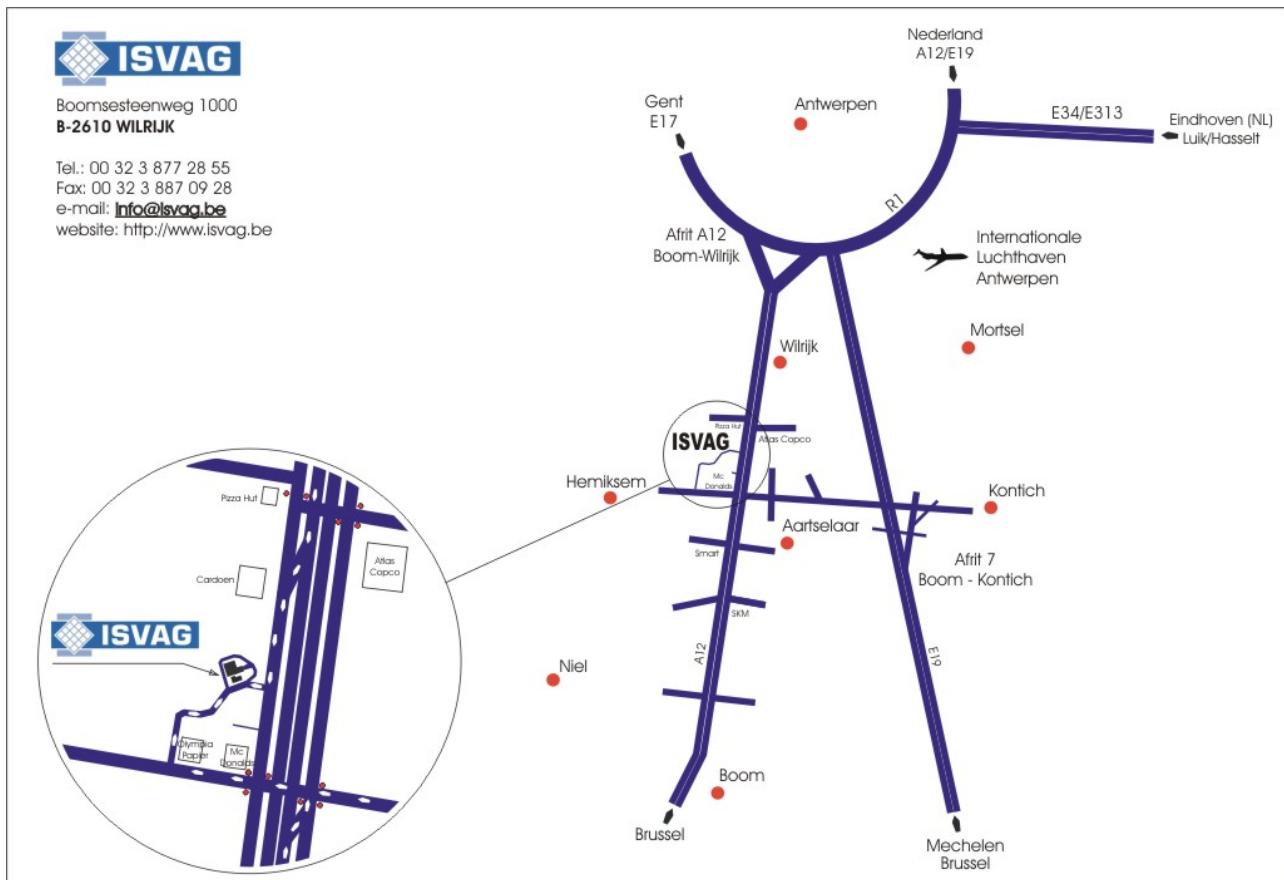 ISVAG
Boomsesteenweg 1000
B-2610 WILRIJK
Tel.: 00 32 3 877 28 55
Fax: 00 32 3 887 09 28
e-mail: info@isvag.be
website: http://www.isvag.be
Nederland
A12/E19
Gent
E17
Antwerpen
E34/E313
Eindhoven (NL)
Luik/Hasselt
R1
Afrit A12
Boom-Wilrijk
Internationale
Luchthaven
Antwerpen
Mortsel
Wilrijk
Pizza Hut
ISVAG
Atlas Copco
Mc
Donalds
Hemiksem
Kontich
Aartselaar
Smart
Afrit 7
Boom - Kontich
SKM
A12
E19
Niel
Boom
Brussel
Mechelen
Brussel
Pizza Hut
Atlas
Copco
Cardoen
ISVAG
Olympia
Papier
Mc
Donalds